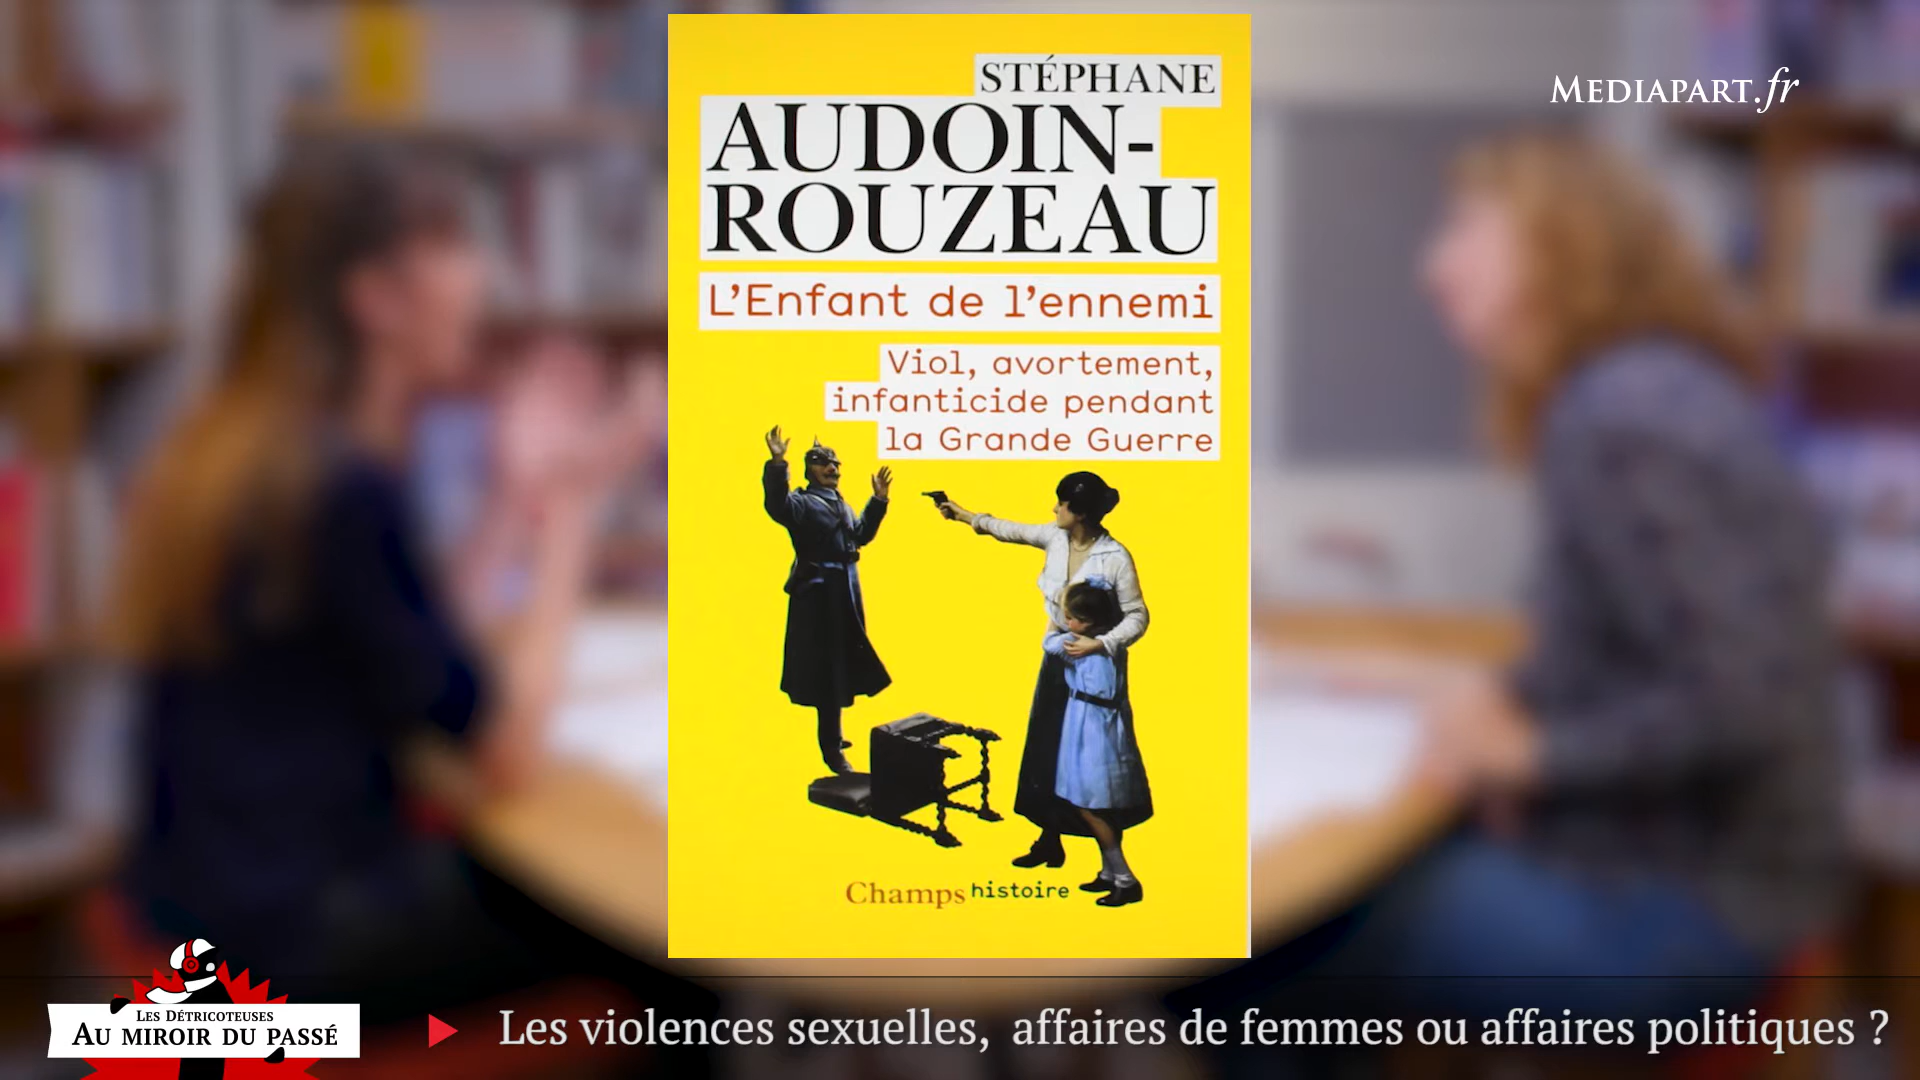 STÉPHANE
AUDOIN-
ROUZEAU
L’Enfant de l’ennemi
Viol, avortement,
infanticide pendant
la Grande Guerre
Champs histoire
MEDIAPART.fr
LES DÉTRICOTEUSES
AU MIROIR DU PASSÉ
Les violences sexuelles, affaires de femmes ou affaires politiques ?